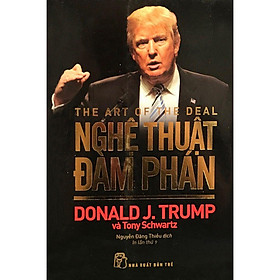 THE ART OF THE DEAL
NGHỆ THUẬT
ĐÀM PHÁN
DONALD J. TRUMP
và Tony Schwartz
Nguyễn Đăng Thiều dịch
In lần thứ 9
NHÀ XUẤT BẢN TRẺ